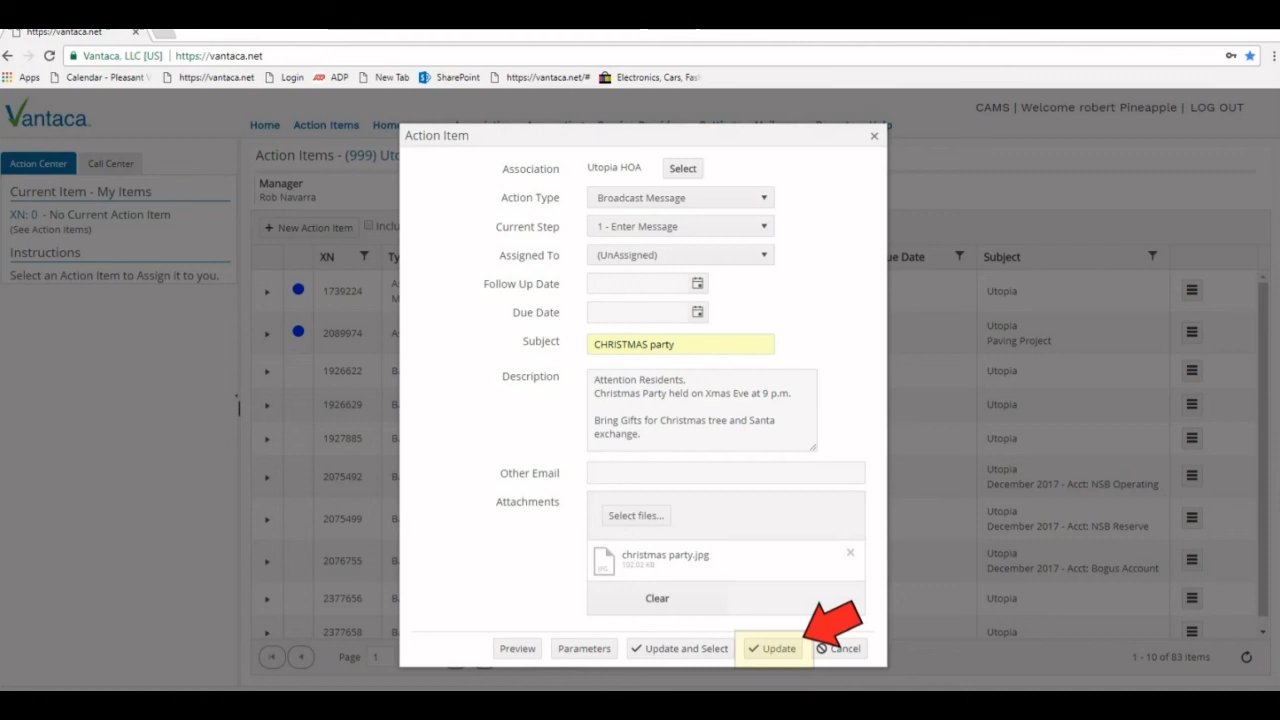 https://vantaca.net
Vantaca, LLC [US] | https://vantaca.net
Apps Calendar - Pleasant https://vantaca.net Login ADP New Tab SharePoint https://vantaca.net/# Electronics, Cars, Fas
Vantaca
CAMS | Welcome robert Pineapple | LOG OUT
Home Action Items
Action Center Call Center
Action Items - (999)
Current Item - My Items
Manager
Rob Navarra
XN: 0 - No Current Action Item
(See Action Items)
+ New Action Item
Instructions
Select an Action Item to Assign it to you.
XN
ue Date Subject
1739224 Utopia
2089974 Utopia
Paving Project
1926622 Utopia
1926629 Utopia
1927885 Utopia
2075492 Utopia
December 2017 - Acct: NSB Operating
2075499 Utopia
December 2017 - Acct: NSB Reserve
2076755 Utopia
December 2017 - Acct: Bogus Account
2377656 Utopia
2377658 Utopia
Page 1
1 - 10 of 83 items
Action Item
Association Utopia HOA Select
Action Type Broadcast Message
Current Step 1 - Enter Message
Assigned To (UnAssigned)
Follow Up Date
Due Date
Subject CHRISTMAS party
Description Attention Residents,
Christmas Party held on Xmas Eve at 9 p.m.
Bring Gifts for Christmas tree and Santa
exchange.
Other Email
Attachments
Select files...
christmas party.jpg
102.02 KB
JPG
Clear
Preview Parameters Update and Select Update Cancel